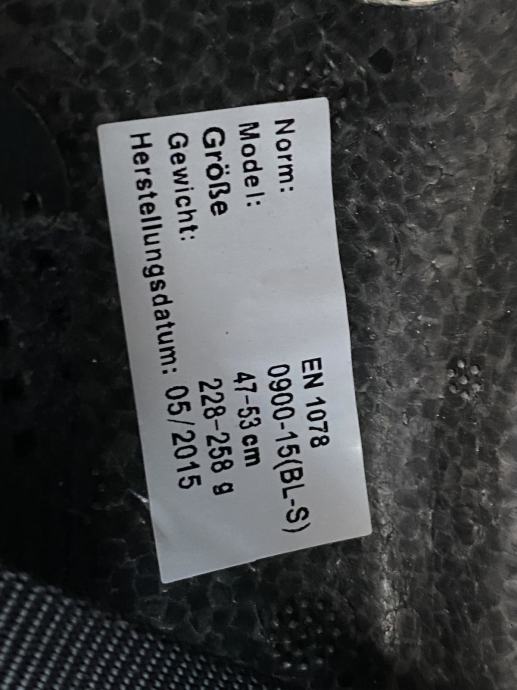 Norm: EN 1078
Model: 0900-15(BL-S)
Größe 47-53 cm
Gewicht: 228-258 g
Herstellungsdatum: 05/2015